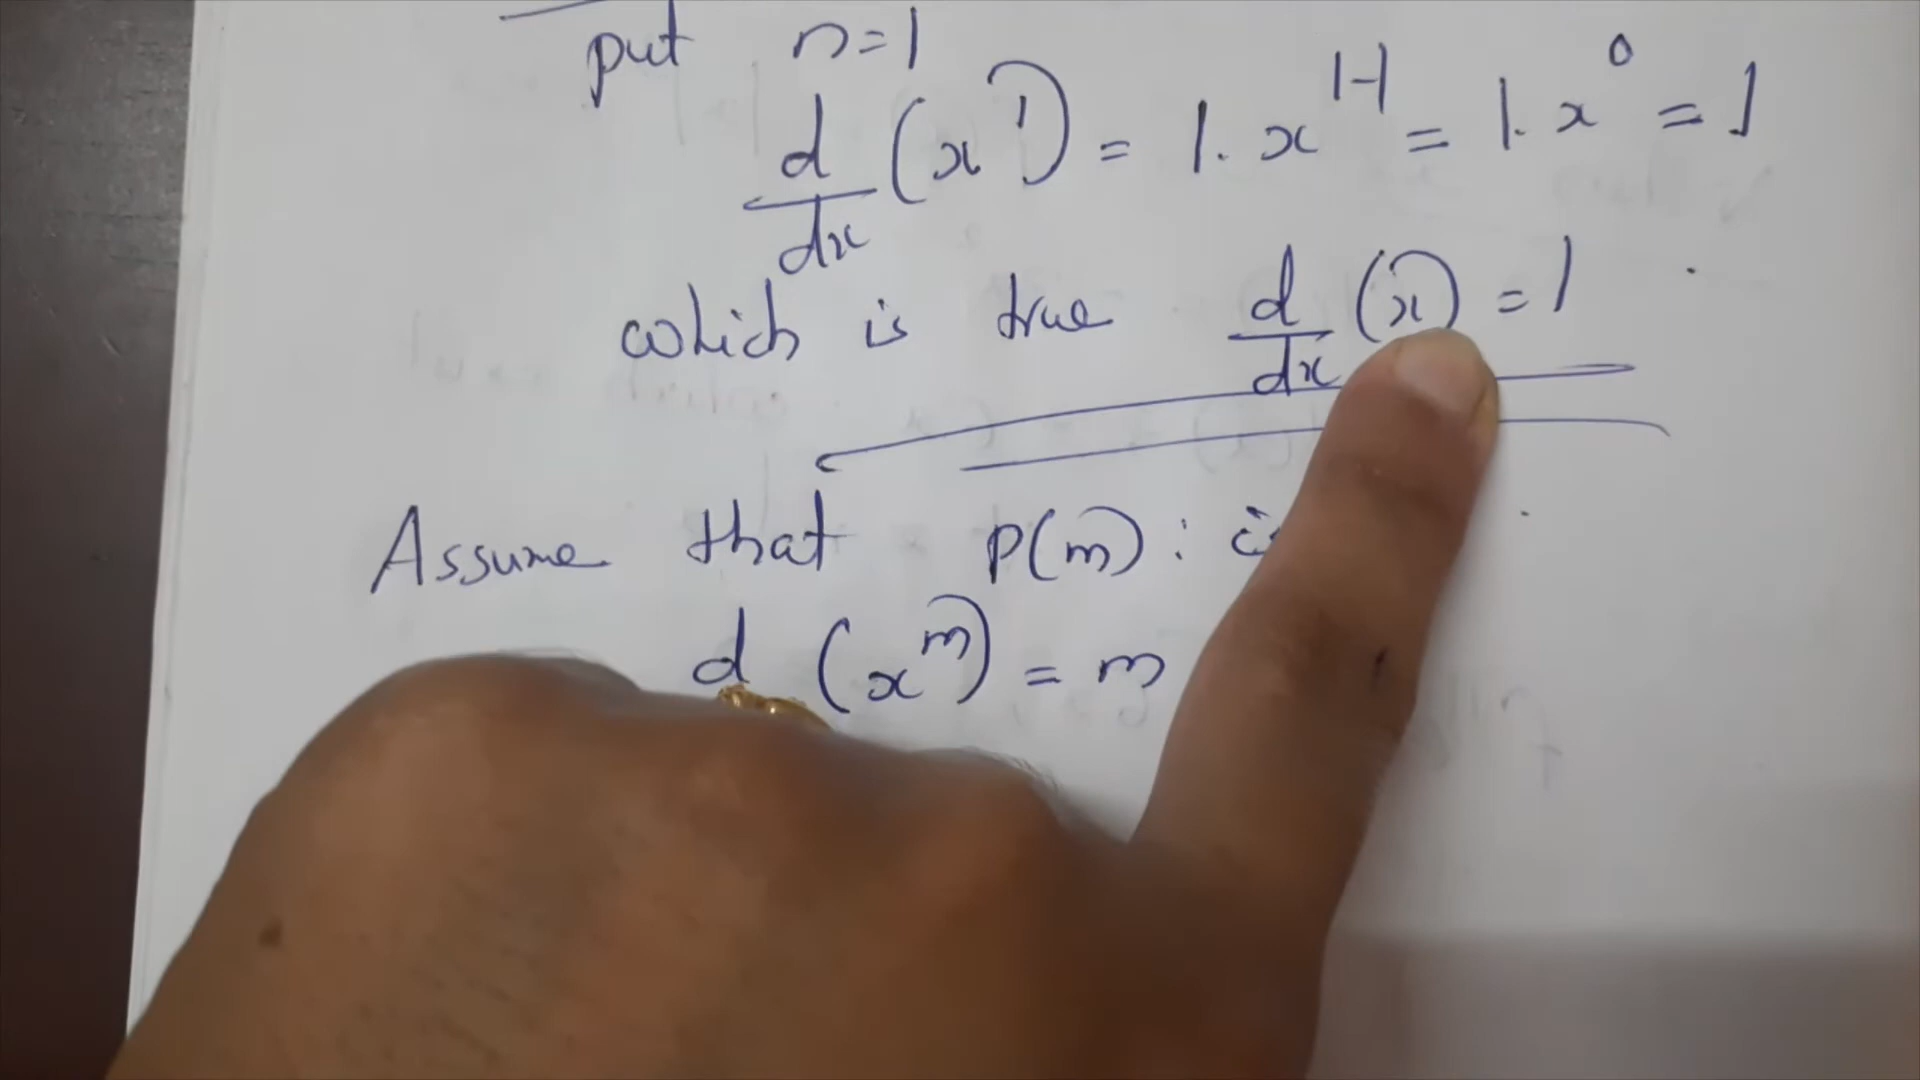 put n=1
d/dx (x¹) = 1. x¹⁻¹ = 1. x⁰ = 1
which is true d/dx (x) = 1
Assume that P(m) :
d (xᵐ) = m